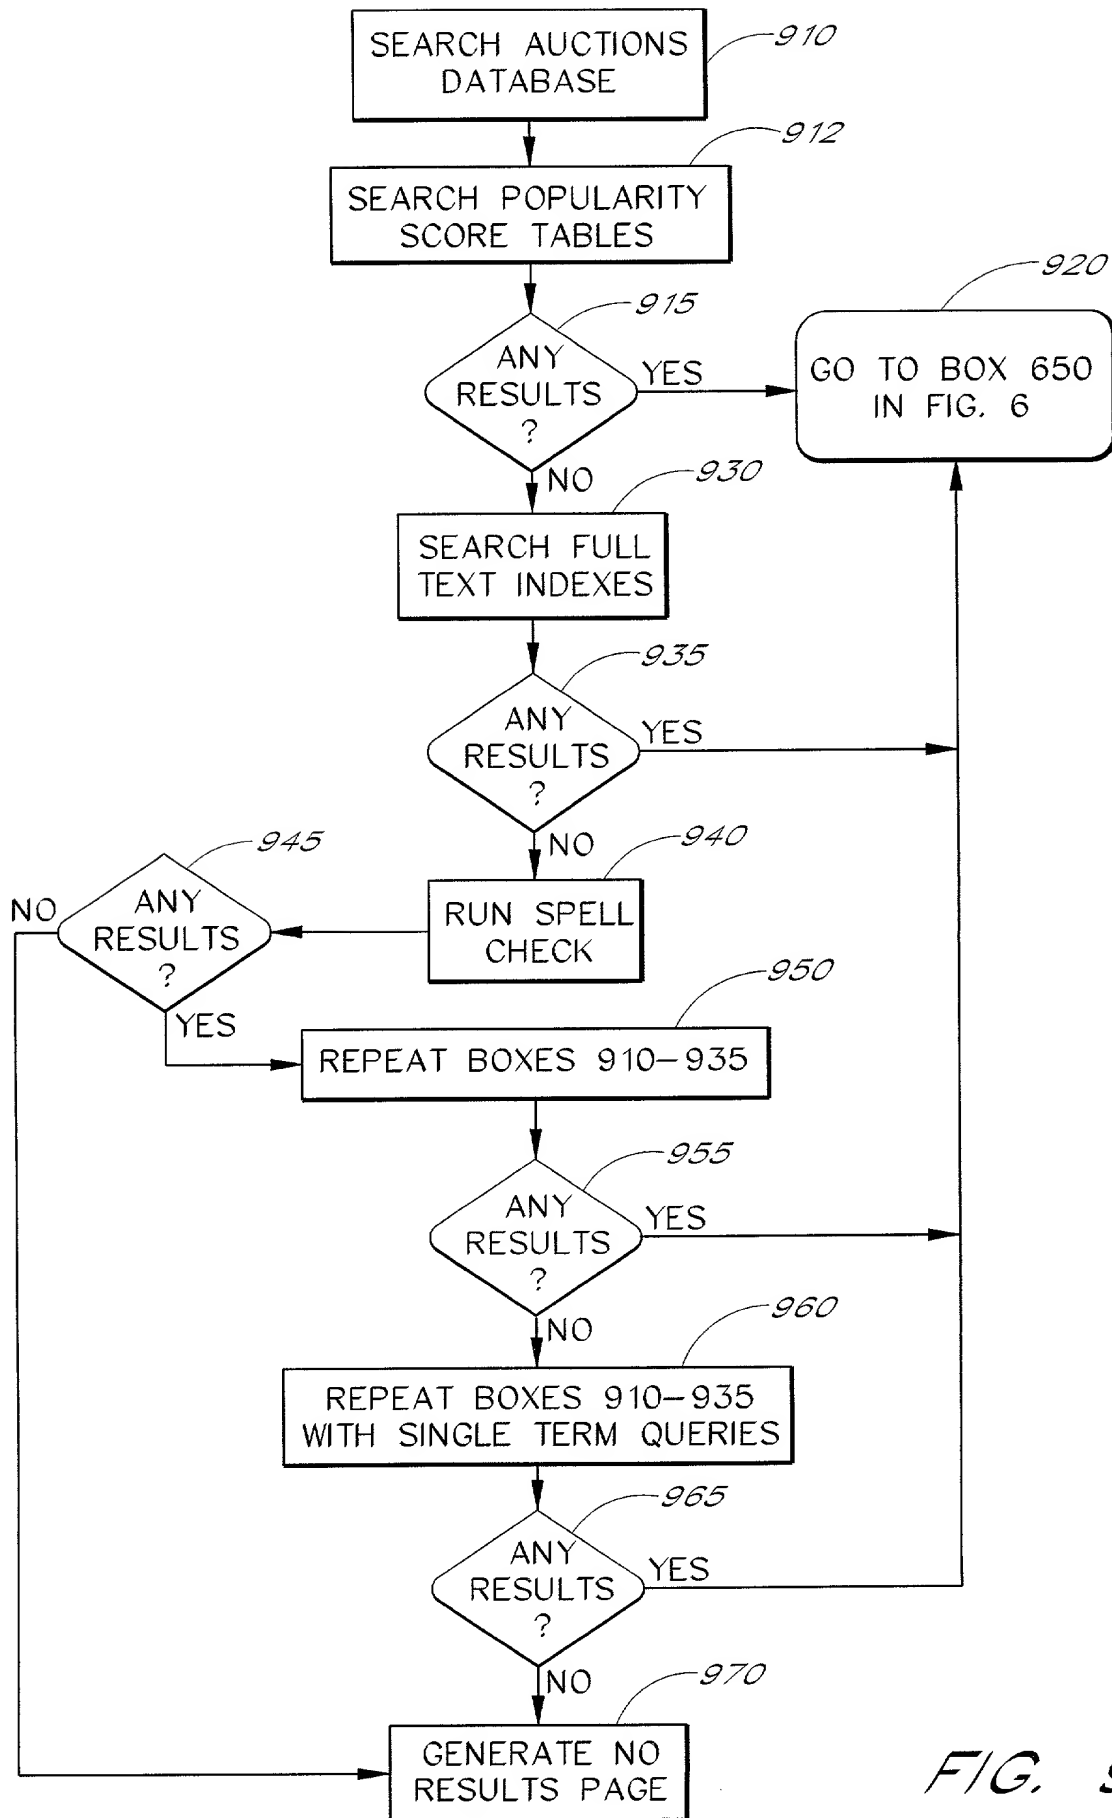 SEARCH AUCTIONS
DATABASE
910
912
SEARCH POPULARITY
SCORE TABLES
915
ANY
RESULTS
?
YES
920
GO TO BOX 650
IN FIG. 6
NO
930
SEARCH FULL
TEXT INDEXES
935
ANY
RESULTS
?
YES
NO
940
RUN SPELL
CHECK
945
ANY
RESULTS
?
NO
YES
950
REPEAT BOXES 910–935
955
ANY
RESULTS
?
YES
NO
960
REPEAT BOXES 910–935
WITH SINGLE TERM QUERIES
965
ANY
RESULTS
?
YES
NO
970
GENERATE NO
RESULTS PAGE
FIG.